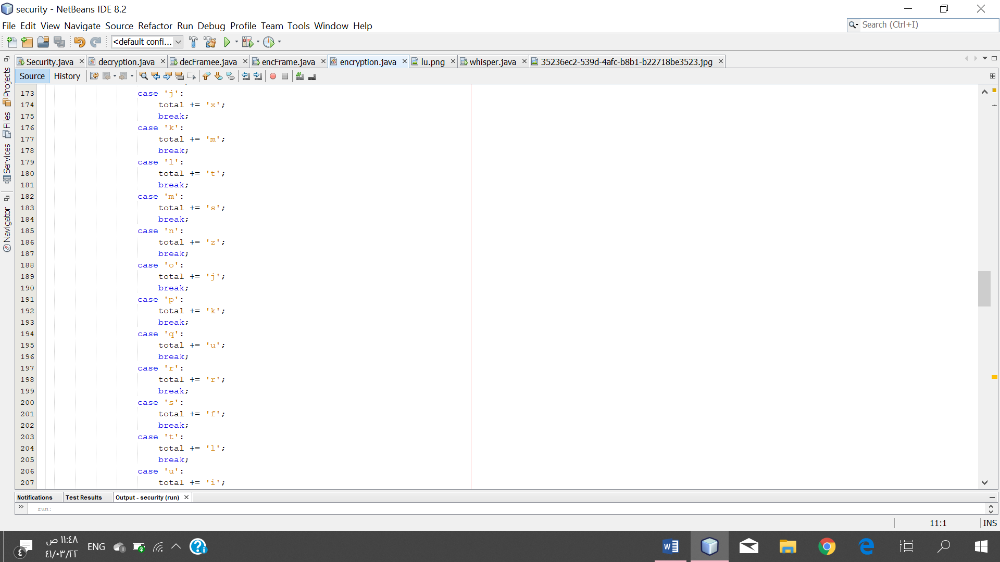 security - NetBeans IDE 8.2
File Edit View Navigate Source Refactor Run Debug Profile Team Tools Window Help
Search (Ctrl+I)
<default confi...
Security.java decryption.java decFramee.java encFrame.java encryption.java lu.png whisper.java 35236ec2-539d-4afc-b8b1-b22718be3523.jpg
Source History
Projects
Files
Services
Navigator
173 case 'j':
174 total += 'x';
175 break;
176 case 'k':
177 total += 'm';
178 break;
179 case 'l':
180 total += 't';
181 break;
182 case 'm':
183 total += 's';
184 break;
185 case 'n':
186 total += 'z';
187 break;
188 case 'o':
189 total += 'j';
190 break;
191 case 'p':
192 total += 'k';
193 break;
194 case 'q':
195 total += 'u';
196 break;
197 case 'r':
198 total += 'r';
199 break;
200 case 's':
201 total += 'f';
202 break;
203 case 't':
204 total += 'l';
205 break;
206 case 'u':
207 total += 'i';
Notifications Test Results Output - security (run)
run:
11:1 INS
١١:٤٨ ص
٤١/٠٣/٢٢
ENG
٤